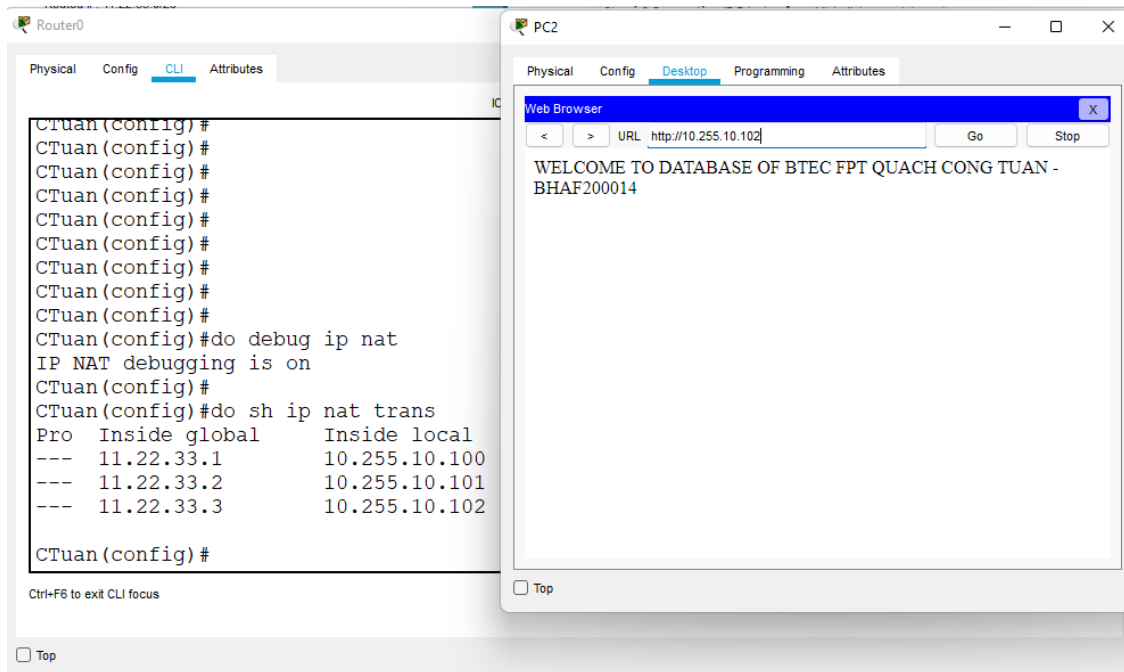 Router0
Physical Config CLI Attributes
CTuan(config)#
CTuan(config)#
CTuan(config)#
CTuan(config)#
CTuan(config)#
CTuan(config)#
CTuan(config)#
CTuan(config)#
CTuan(config)#
CTuan(config)#do debug ip nat
IP NAT debugging is on
CTuan(config)#
CTuan(config)#do sh ip nat trans
Pro Inside global Inside local
--- 11.22.33.1 10.255.10.100
--- 11.22.33.2 10.255.10.101
--- 11.22.33.3 10.255.10.102
CTuan(config)#
Ctrl+F6 to exit CLI focus
Top
PC2
Physical Config Desktop Programming Attributes
Web Browser X
< > URL http://10.255.10.102 Go Stop
WELCOME TO DATABASE OF BTEC FPT QUACH CONG TUAN -
BHAF200014
Top